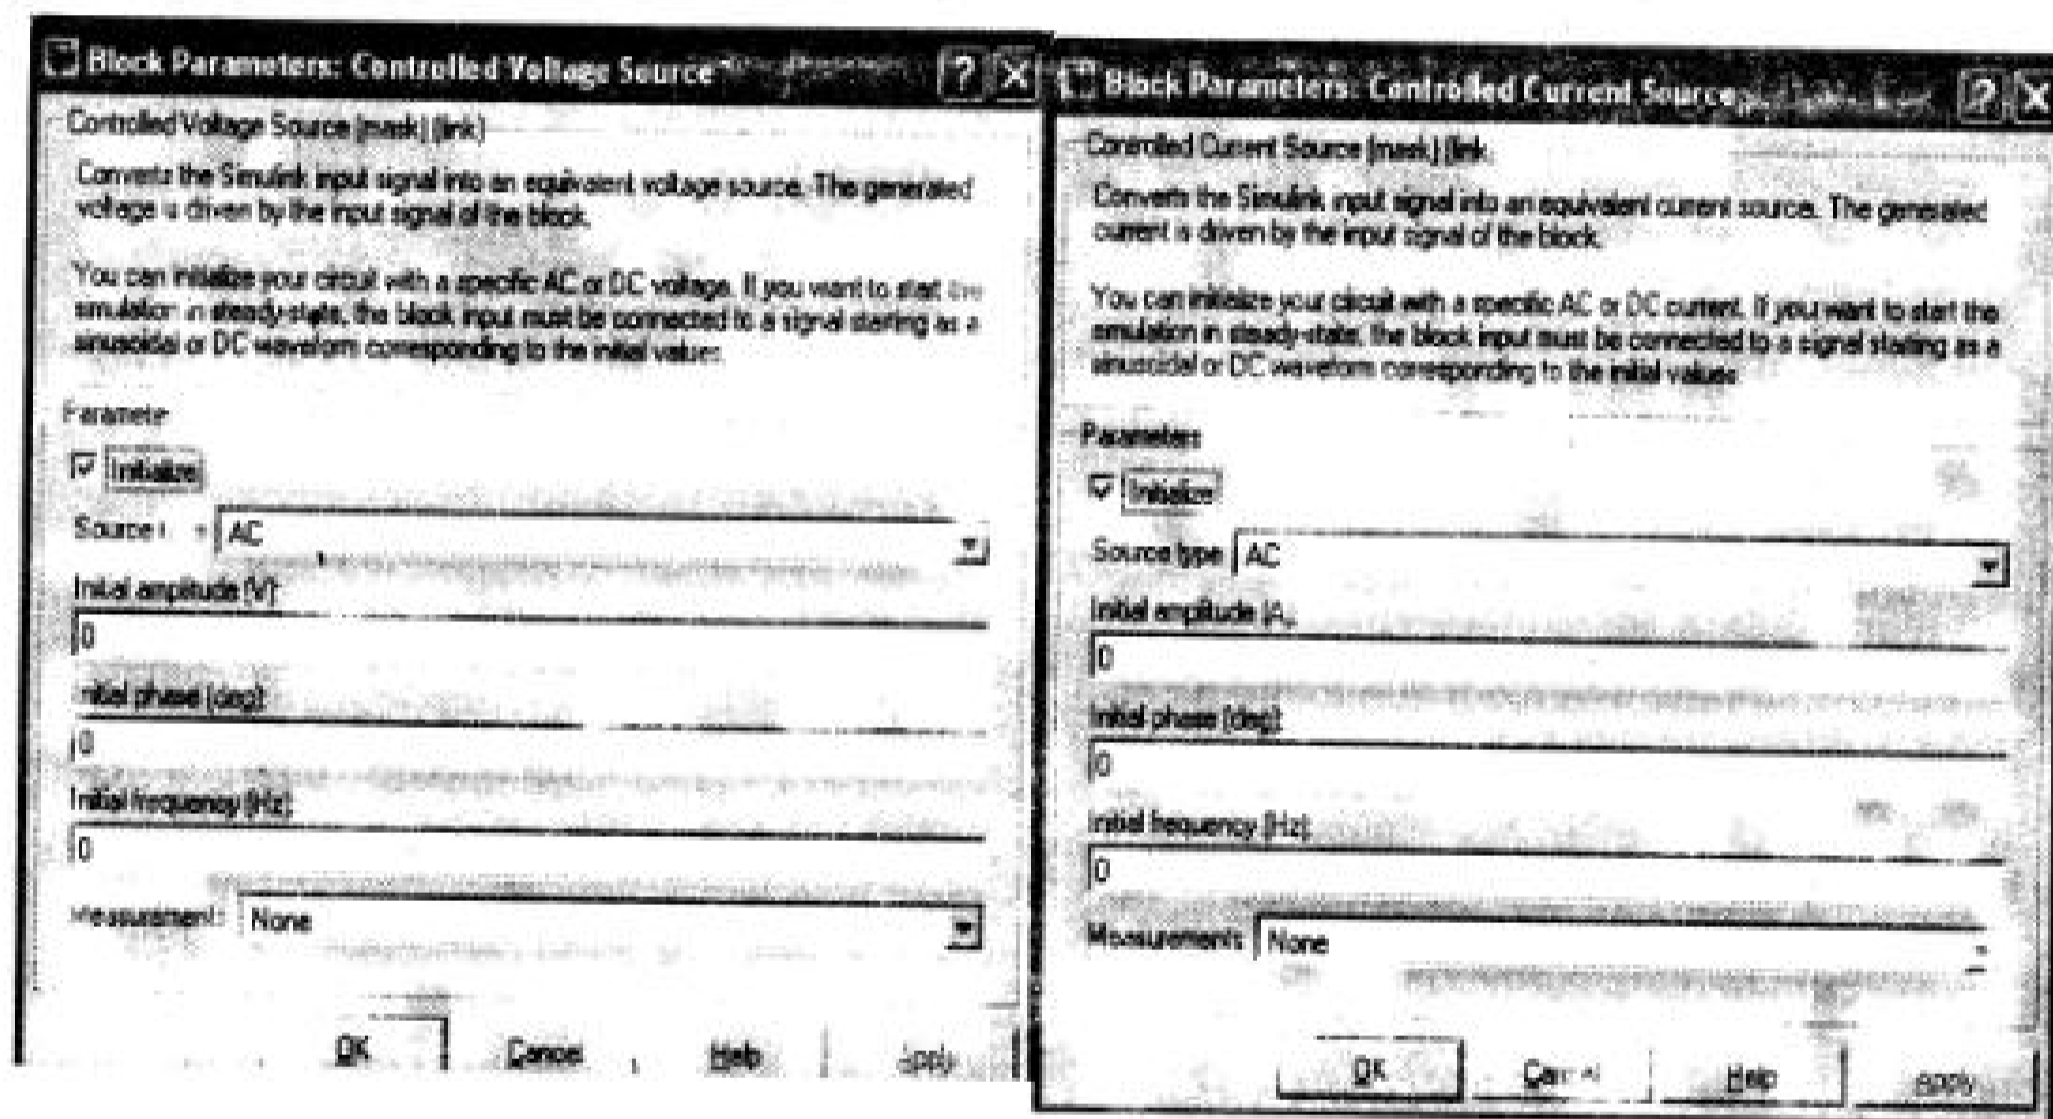 Block Parameters: Controlled Voltage Source
Controlled Voltage Source (mask) (link)
Converts the Simulink input signal into an equivalent voltage source. The generated
voltage is driven by the input signal of the block.
You can initialize your circuit with a specific AC or DC voltage. If you want to start the
simulation in steady-state, the block input must be connected to a signal starting as a
sinusoidal or DC waveform corresponding to the initial values.
Parameter
Initialize
Source AC
Initial amplitude (V):
0
Initial phase (deg):
0
Initial frequency (Hz):
0
Measurements None
OK Cancel Help Apply
Block Parameters: Controlled Current Source
Controlled Current Source (mask) (link
Converts the Simulink input signal into an equivalent current source. The generated
current is driven by the input signal of the block.
You can initialize your circuit with a specific AC or DC current. If you want to start the
simulation in steady-state, the block input must be connected to a signal starting as a
sinusoidal or DC waveform corresponding to the initial values
Parameters
Initialize
Source type AC
Initial amplitude (A
0
Initial phase (deg):
0
Initial frequency (Hz):
0
Measurements None
OK Cancel Help Apply